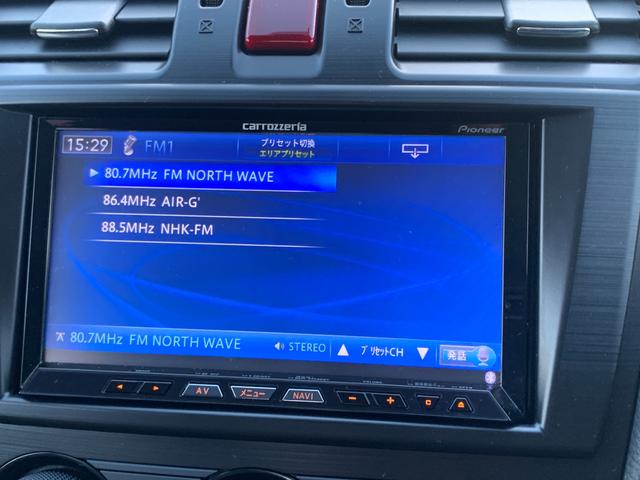 carrozzeria
Pioneer
15:29 FM1 プリセット切換
エリアプリセット
80.7MHz FM NORTH WAVE
86.4MHz AIR-G'
88.5MHz NHK-FM
80.7MHz FM NORTH WAVE STEREO プリセットCH 発話
AV メニュー NAVI